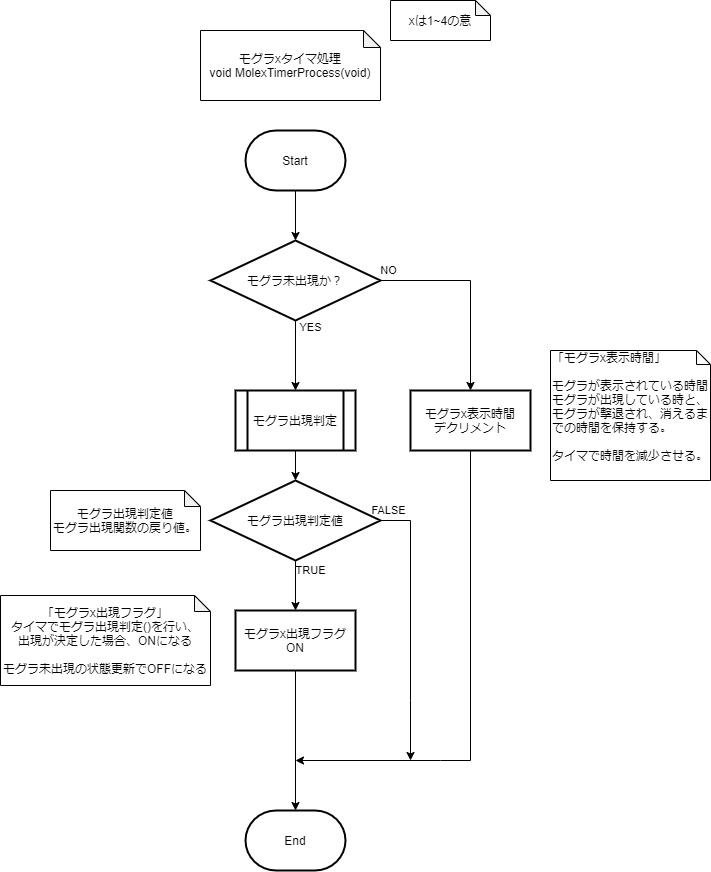 xは1~4の意
モグラxタイマ処理
void MolexTimerProcess(void)
Start
モグラ未出現か？
NO
YES
「モグラx表示時間」
モグラが表示されている時間
モグラが出現している時と、
モグラが撃退され、消えるま
での時間を保持する。
タイマで時間を減少させる。
モグラ出現判定
モグラx表示時間
デクリメント
モグラ出現判定値
モグラ出現関数の戻り値。
モグラ出現判定値
FALSE
TRUE
「モグラx出現フラグ」
タイマでモグラ出現判定()を行い、
出現が決定した場合、ONになる
モグラ未出現の状態更新でOFFになる
モグラx出現フラグ
ON
End